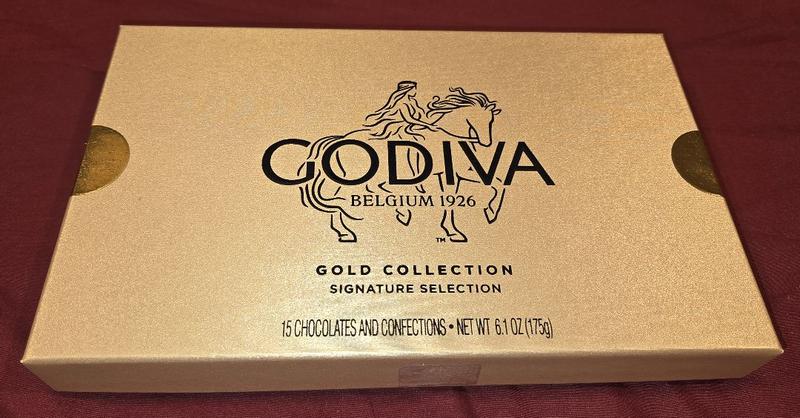 GODIVA
BELGIUM 1926
™
GOLD COLLECTION
SIGNATURE SELECTION
15 CHOCOLATES AND CONFECTIONS • NET WT 6.1 OZ (175g)